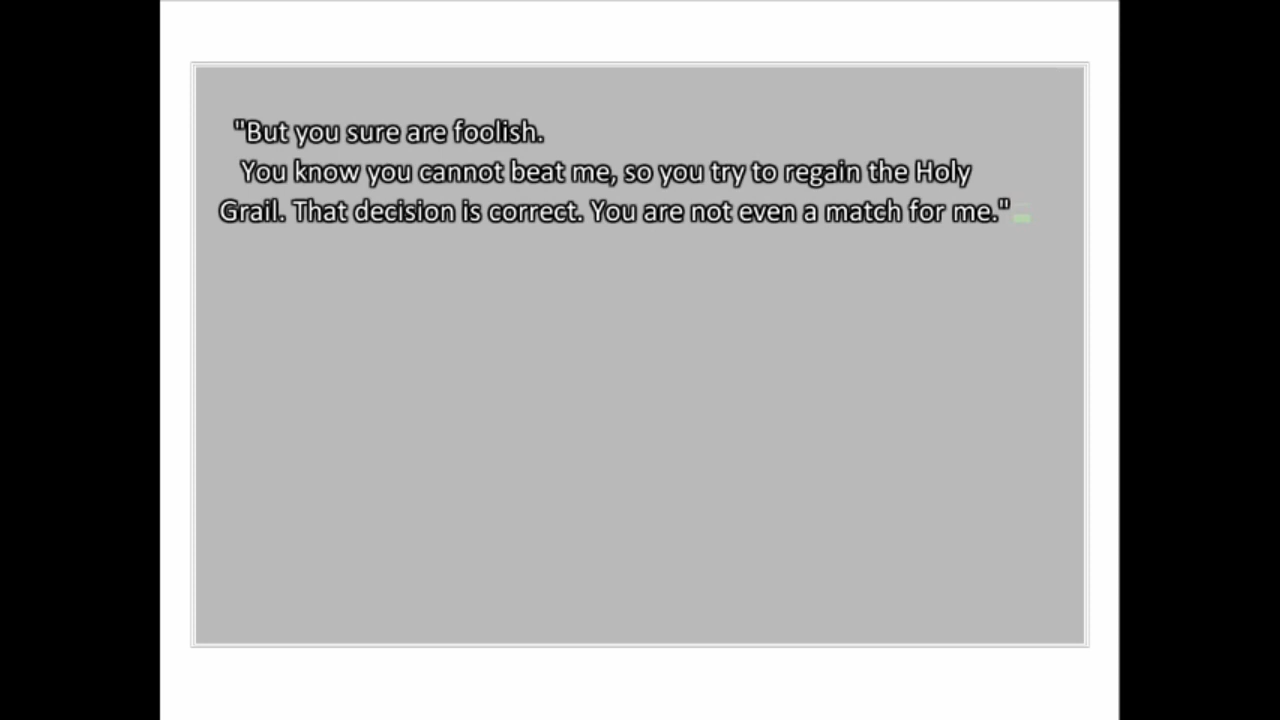 "But you sure are foolish.
You know you cannot beat me, so you try to regain the Holy
Grail. That decision is correct. You are not even a match for me."